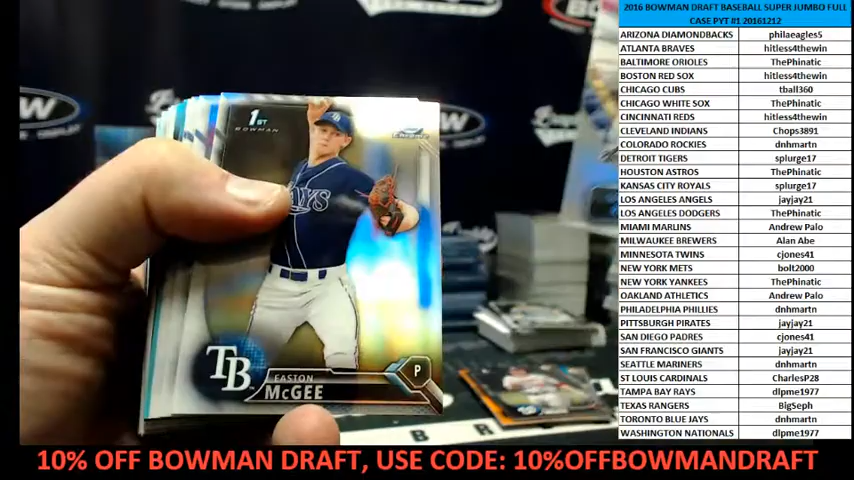 2016 BOWMAN DRAFT BASEBALL SUPER JUMBO FULL
CASE PYT #1 20161212
ARIZONA DIAMONDBACKS philaeagles5
ATLANTA BRAVES hitless4thewin
BALTIMORE ORIOLES ThePhinatic
BOSTON RED SOX hitless4thewin
CHICAGO CUBS tball360
CHICAGO WHITE SOX ThePhinatic
CINCINNATI REDS hitless4thewin
CLEVELAND INDIANS Chops3891
COLORADO ROCKIES dnhmartn
DETROIT TIGERS splurge17
HOUSTON ASTROS ThePhinatic
KANSAS CITY ROYALS splurge17
LOS ANGELES ANGELS jayjay21
LOS ANGELES DODGERS ThePhinatic
MIAMI MARLINS Andrew Palo
MILWAUKEE BREWERS Alan Abe
MINNESOTA TWINS cjones41
NEW YORK METS bolt2000
NEW YORK YANKEES ThePhinatic
OAKLAND ATHLETICS Andrew Palo
PHILADELPHIA PHILLIES dnhmartn
PITTSBURGH PIRATES jayjay21
SAN DIEGO PADRES cjones41
SAN FRANCISCO GIANTS jayjay21
SEATTLE MARINERS dnhmartn
ST LOUIS CARDINALS CharlesP28
TAMPA BAY RAYS dlpme1977
TEXAS RANGERS BigSeph
TORONTO BLUE JAYS dnhmartn
WASHINGTON NATIONALS dlpme1977
1ST
BOWMAN
Chrome
TB
EASTON
McGEE
P
B R
10% OFF BOWMAN DRAFT, USE CODE: 10%OFFBOWMANDRAFT